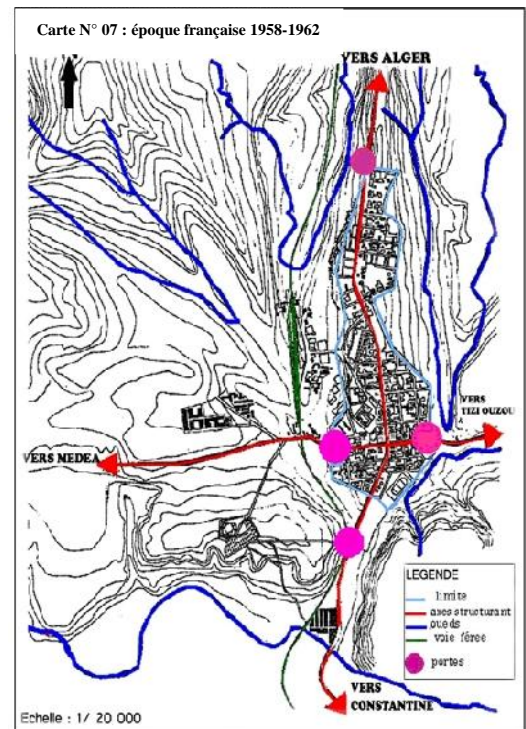 Carte N° 07 : époque française 1958-1962
VERS ALGER
VERS
TIZI OUZOU
VERS MEDEA
LEGENDE
limite
axes structurant
oueds
voie féree
portes
VERS
CONSTANTINE
Echelle : 1/ 20 000